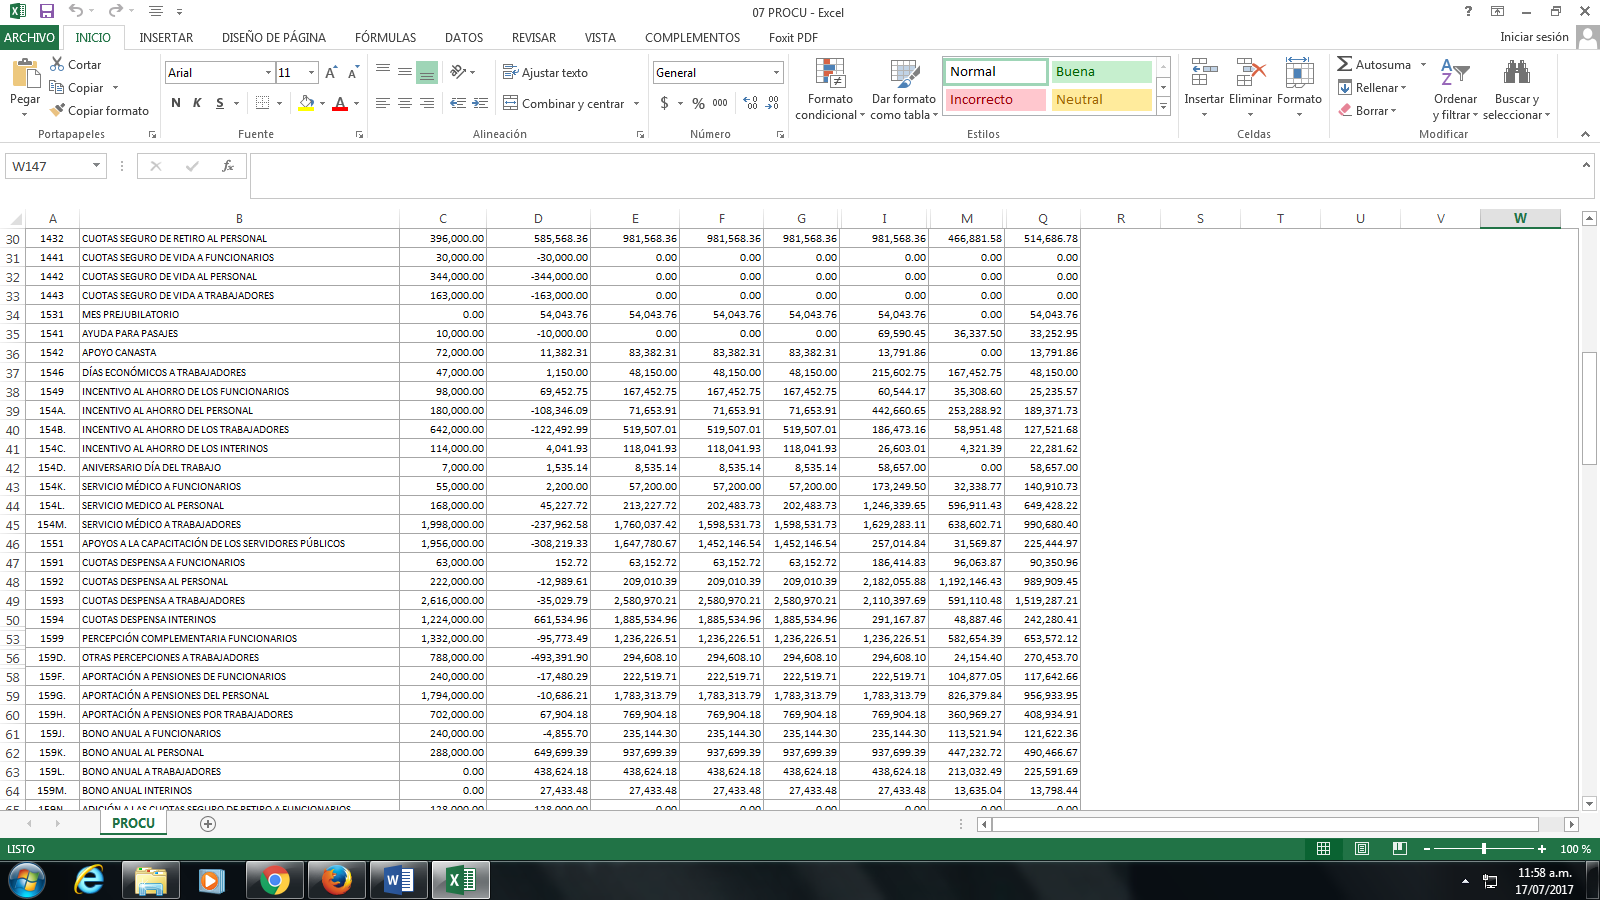 07 PROCU - Excel
ARCHIVO INICIO INSERTAR DISEÑO DE PÁGINA FÓRMULAS DATOS REVISAR VISTA COMPLEMENTOS Foxit PDF Iniciar sesión
Pegar Cortar Copiar Copiar formato Portapapeles
Arial 11 N K S Fuente
Ajustar texto Combinar y centrar Alineación
General $ % 000 Número
Formato condicional Dar formato como tabla Normal Buena Incorrecto Neutral Estilos
Insertar Eliminar Formato Celdas
Autosuma Rellenar Borrar Ordenar y filtrar Buscar y seleccionar Modificar
W147 fx
A B C D E F G I M Q R S T U V W
30 1432 CUOTAS SEGURO DE RETIRO AL PERSONAL 396,000.00 585,568.36 981,568.36 981,568.36 981,568.36 981,568.36 466,881.58 514,686.78
31 1441 CUOTAS SEGURO DE VIDA A FUNCIONARIOS 30,000.00 -30,000.00 0.00 0.00 0.00 0.00 0.00 0.00
32 1442 CUOTAS SEGURO DE VIDA AL PERSONAL 344,000.00 -344,000.00 0.00 0.00 0.00 0.00 0.00 0.00
33 1443 CUOTAS SEGURO DE VIDA A TRABAJADORES 163,000.00 -163,000.00 0.00 0.00 0.00 0.00 0.00 0.00
34 1531 MES PREJUBILATORIO 0.00 54,043.76 54,043.76 54,043.76 54,043.76 54,043.76 0.00 54,043.76
35 1541 AYUDA PARA PASAJES 10,000.00 -10,000.00 0.00 0.00 0.00 69,590.45 36,337.50 33,252.95
36 1542 APOYO CANASTA 72,000.00 11,382.31 83,382.31 83,382.31 83,382.31 13,791.86 0.00 13,791.86
37 1546 DÍAS ECONÓMICOS A TRABAJADORES 47,000.00 1,150.00 48,150.00 48,150.00 48,150.00 215,602.75 167,452.75 48,150.00
38 1549 INCENTIVO AL AHORRO DE LOS FUNCIONARIOS 98,000.00 69,452.75 167,452.75 167,452.75 167,452.75 60,544.17 35,308.60 25,235.57
39 154A. INCENTIVO AL AHORRO DEL PERSONAL 180,000.00 -108,346.09 71,653.91 71,653.91 71,653.91 442,660.65 253,288.92 189,371.73
40 154B. INCENTIVO AL AHORRO DE LOS TRABAJADORES 642,000.00 -122,492.99 519,507.01 519,507.01 519,507.01 186,473.16 58,951.48 127,521.68
41 154C. INCENTIVO AL AHORRO DE LOS INTERINOS 114,000.00 4,041.93 118,041.93 118,041.93 118,041.93 26,603.01 4,321.39 22,281.62
42 154D. ANIVERSARIO DÍA DEL TRABAJO 7,000.00 1,535.14 8,535.14 8,535.14 8,535.14 58,657.00 0.00 58,657.00
43 154K. SERVICIO MÉDICO A FUNCIONARIOS 55,000.00 2,200.00 57,200.00 57,200.00 57,200.00 173,249.50 32,338.77 140,910.73
44 154L. SERVICIO MEDICO AL PERSONAL 168,000.00 45,227.72 213,227.72 202,483.73 202,483.73 1,246,339.65 596,911.43 649,428.22
45 154M. SERVICIO MÉDICO A TRABAJADORES 1,998,000.00 -237,962.58 1,760,037.42 1,598,531.73 1,598,531.73 1,629,283.11 638,602.71 990,680.40
46 1551 APOYOS A LA CAPACITACIÓN DE LOS SERVIDORES PÚBLICOS 1,956,000.00 -308,219.33 1,647,780.67 1,452,146.54 1,452,146.54 257,014.84 31,569.87 225,444.97
47 1591 CUOTAS DESPENSA A FUNCIONARIOS 63,000.00 152.72 63,152.72 63,152.72 63,152.72 186,414.83 96,063.87 90,350.96
48 1592 CUOTAS DESPENSA AL PERSONAL 222,000.00 -12,989.61 209,010.39 209,010.39 209,010.39 2,182,055.88 1,192,146.43 989,909.45
49 1593 CUOTAS DESPENSA A TRABAJADORES 2,616,000.00 -35,029.79 2,580,970.21 2,580,970.21 2,580,970.21 2,110,397.69 591,110.48 1,519,287.21
50 1594 CUOTAS DESPENSA INTERINOS 1,224,000.00 661,534.96 1,885,534.96 1,885,534.96 1,885,534.96 291,167.87 48,887.46 242,280.41
53 1599 PERCEPCIÓN COMPLEMENTARIA FUNCIONARIOS 1,332,000.00 -95,773.49 1,236,226.51 1,236,226.51 1,236,226.51 1,236,226.51 582,654.39 653,572.12
56 159D. OTRAS PERCEPCIONES A TRABAJADORES 788,000.00 -493,391.90 294,608.10 294,608.10 294,608.10 294,608.10 24,154.40 270,453.70
58 159F. APORTACIÓN A PENSIONES DE FUNCIONARIOS 240,000.00 -17,480.29 222,519.71 222,519.71 222,519.71 222,519.71 104,877.05 117,642.66
59 159G. APORTACIÓN A PENSIONES DEL PERSONAL 1,794,000.00 -10,686.21 1,783,313.79 1,783,313.79 1,783,313.79 1,783,313.79 826,379.84 956,933.95
60 159H. APORTACIÓN A PENSIONES POR TRABAJADORES 702,000.00 67,904.18 769,904.18 769,904.18 769,904.18 769,904.18 360,969.27 408,934.91
61 159J. BONO ANUAL A FUNCIONARIOS 240,000.00 -4,855.70 235,144.30 235,144.30 235,144.30 235,144.30 113,521.94 121,622.36
62 159K. BONO ANUAL AL PERSONAL 288,000.00 649,699.39 937,699.39 937,699.39 937,699.39 937,699.39 447,232.72 490,466.67
63 159L. BONO ANUAL A TRABAJADORES 0.00 438,624.18 438,624.18 438,624.18 438,624.18 438,624.18 213,032.49 225,591.69
64 159M. BONO ANUAL INTERINOS 0.00 27,433.48 27,433.48 27,433.48 27,433.48 27,433.48 13,635.04 13,798.44
65 159N. ADICIÓN A LAS CUOTAS SEGURO DE RETIRO A FUNCIONARIOS 128,000.00 128,000.00 0.00 0.00 0.00 0.00 0.00 0.00
PROCU
LISTO 100 %
11:58 a.m.
17/07/2017